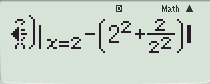 D Math ▲
)|x=2−(2²+2/2²)